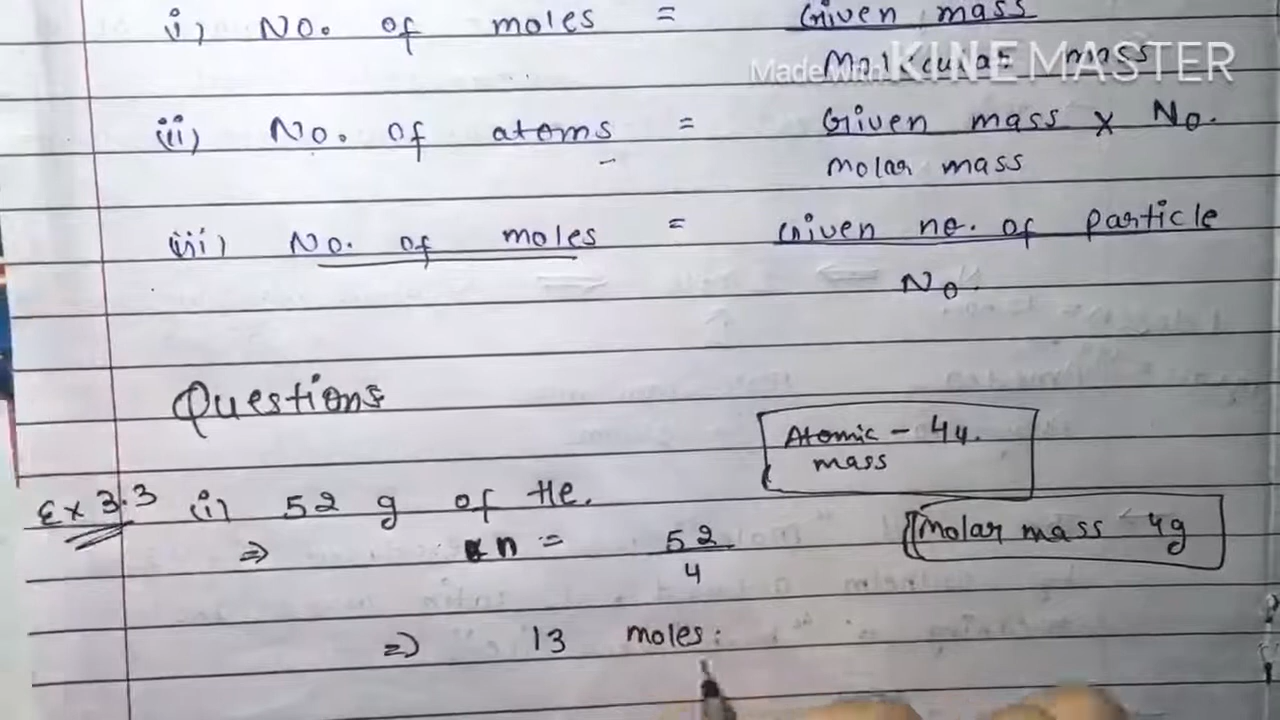 i) No. of moles = Given mass
Molecular mass
Made with KINEMASTER
(ii) No. of atoms = Given mass x No.
molar mass
(iii) No. of moles = Given no. of particle
No.
Questions
Atomic - 4u.
mass
Ex 3.3 (i) 52 g of He.
Molar mass 4g
⇒ n = 52
4
⇒ 13 moles.